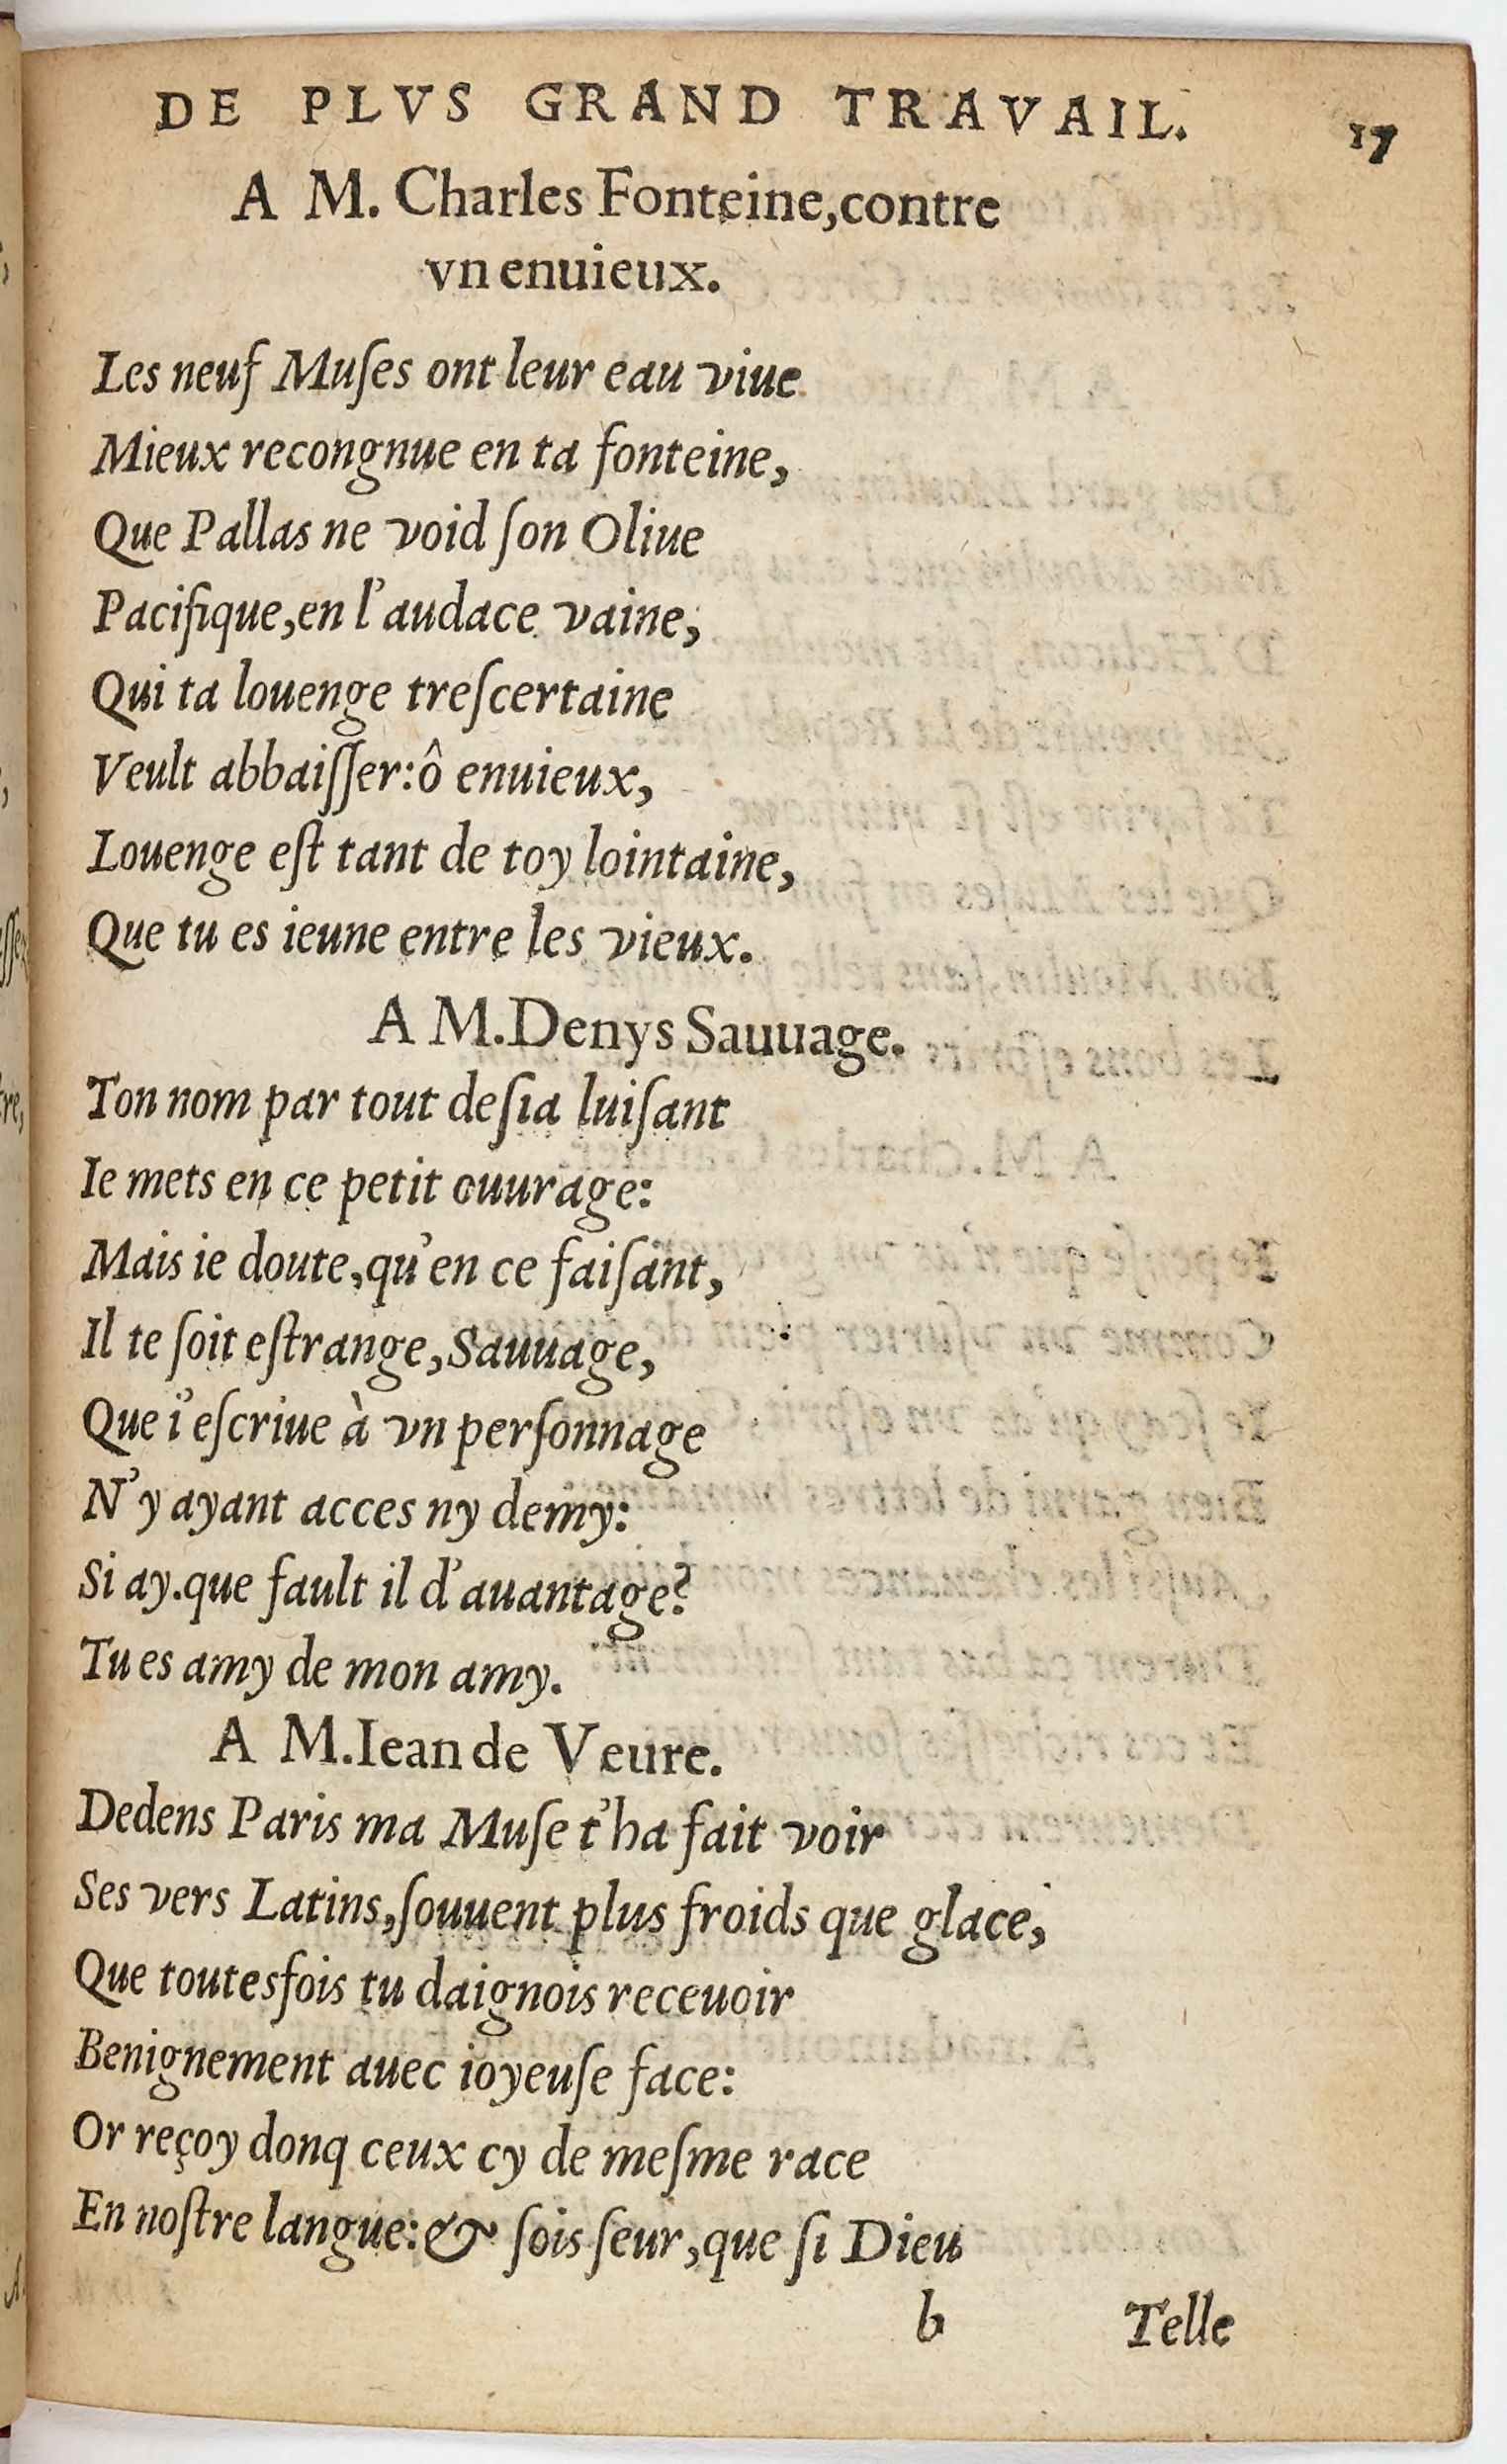 DE PLVS GRAND TRAVAIL. 17
A M. Charles Fonteine, contre
vn enuieux.
Les neuf Muſes ont leur eau viue
Mieux recongnue en ta fonteine,
Que Pallas ne void ſon Oliue
Pacifique, en l'audace vaine,
Qui ta louenge treſcertaine
Veult abbaiſſer: ô enuieux,
Louenge eſt tant de toy lointaine,
Que tu es ieune entre les vieux.
A M. Denys Sauuage.
Ton nom par tout deſia luiſant
Ie mets en ce petit ouurage:
Mais ie doute, qu'en ce faiſant,
Il te ſoit eſtrange, Sauuage,
Que i'eſcriue à vn perſonnage
N'y ayant acces ny demy:
Si ay. que fault il d'auantage?
Tu es amy de mon amy.
A M. Iean de Veure.
Dedens Paris ma Muſe t'ha fait voir
Ses vers Latins, ſouuent plus froids que glace,
Que toutesfois tu daignois receuoir
Benignement auec ioyeuſe face:
Or reçoy donq ceux cy de meſme race
En noſtre langue: & ſois ſeur, que ſi Dieu
b Telle